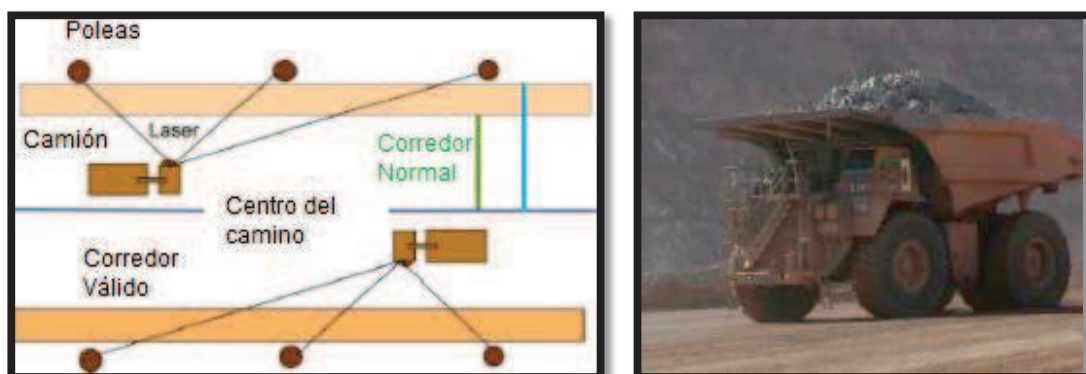 Poleas
Laser
Camión
Corredor
Normal
Centro del
camino
Corredor
Válido